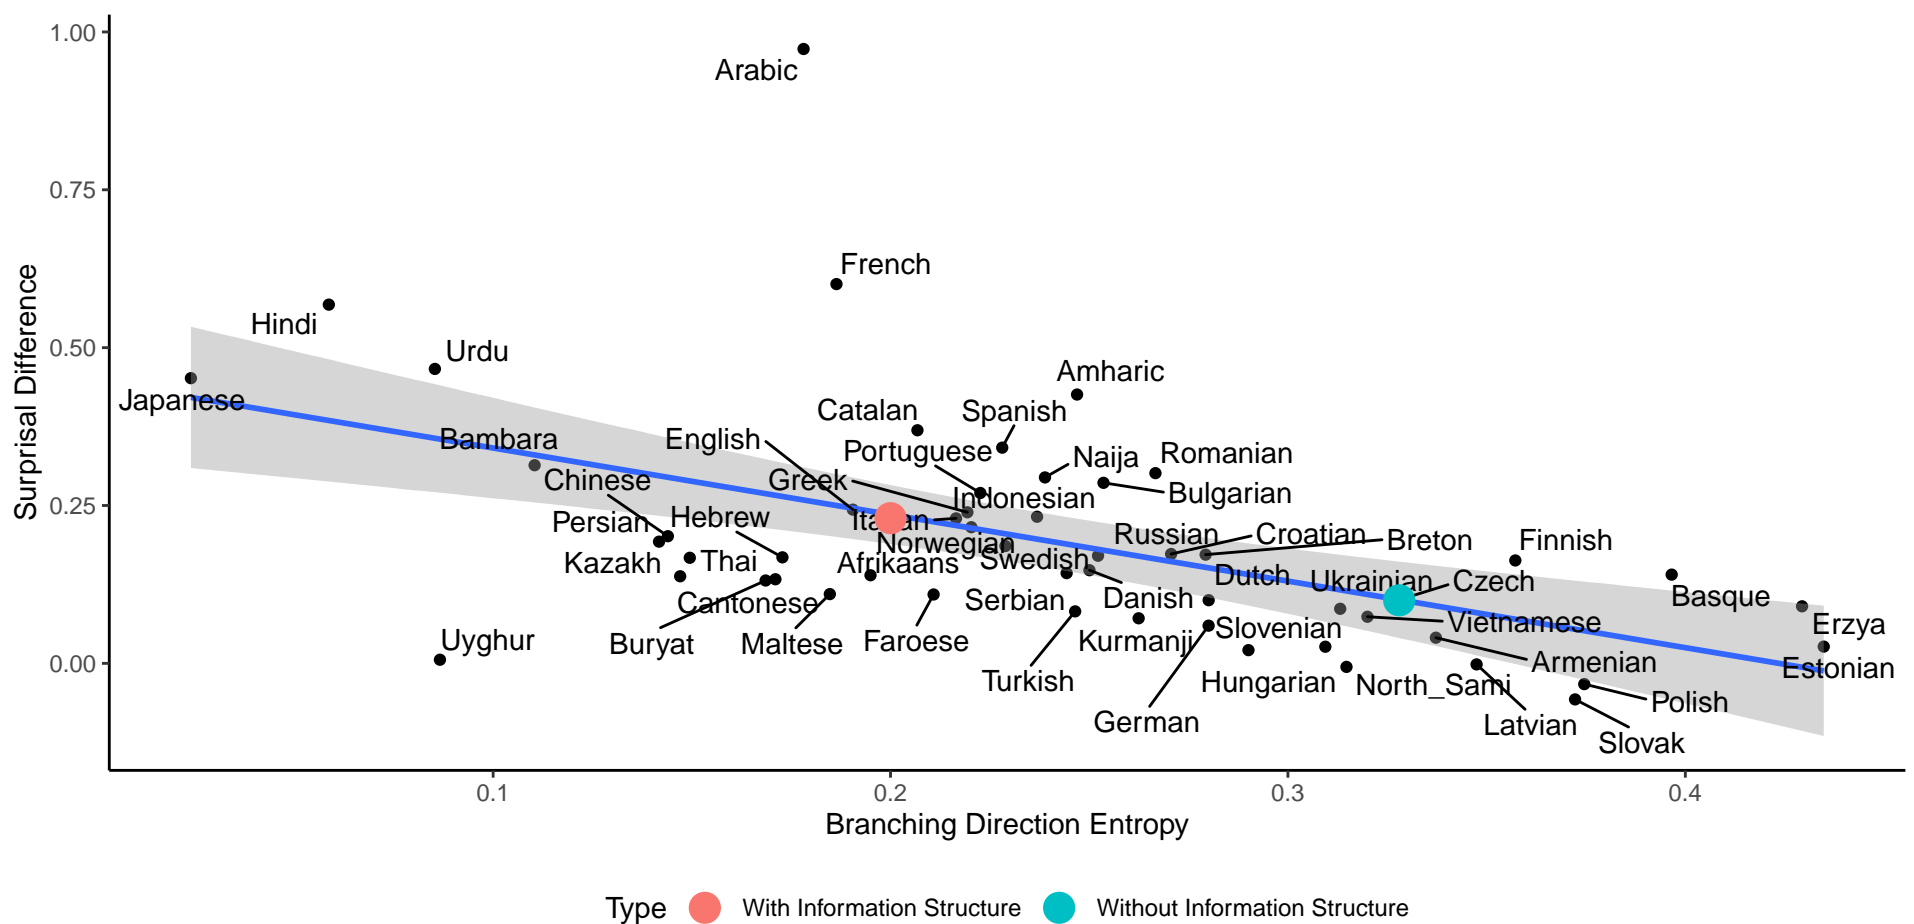 1.00
Arabic
0.75
French
Hindi
0.50
Urdu
Amharic
Japanese
Catalan
Spanish
Bambara
English
Portuguese
Naija
Romanian
Chinese
Greek
Indonesian
Bulgarian
0.25
Persian
Hebrew
Italian
Norwegian
Russian
Croatian
Breton
Finnish
Kazakh
Thai
Afrikaans
Swedish
Dutch
Ukrainian
Czech
Cantonese
Serbian
Danish
Basque
Uyghur
Buryat
Maltese
Faroese
Kurmanji
Slovenian
Vietnamese
Erzya
0.00
Turkish
Hungarian
North_Sami
Armenian
Estonian
German
Latvian
Polish
Slovak
Surprisal Difference
0.1 0.2 0.3 0.4
Branching Direction Entropy
Type With Information Structure Without Information Structure